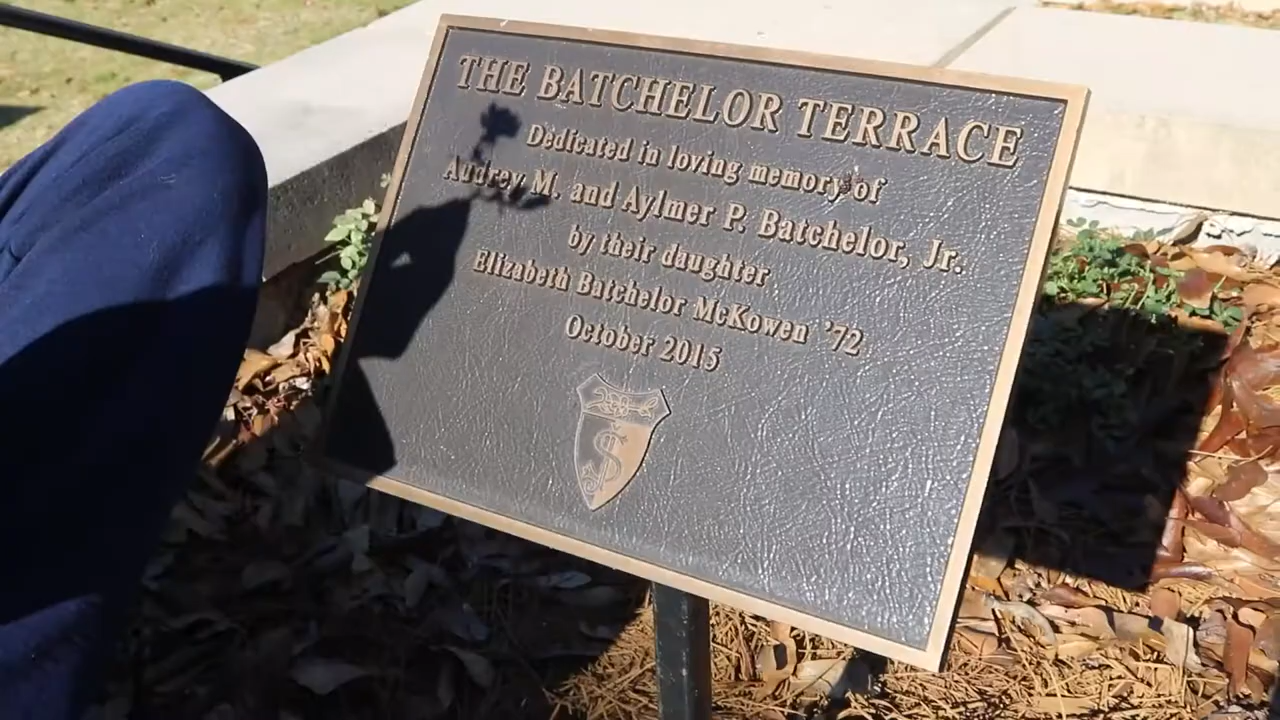 THE BATCHELOR TERRACE
Dedicated in loving memory of
Audrey M. and Aylmer P. Batchelor, Jr.
by their daughter
Elizabeth Batchelor McKowen '72
October 2015
S